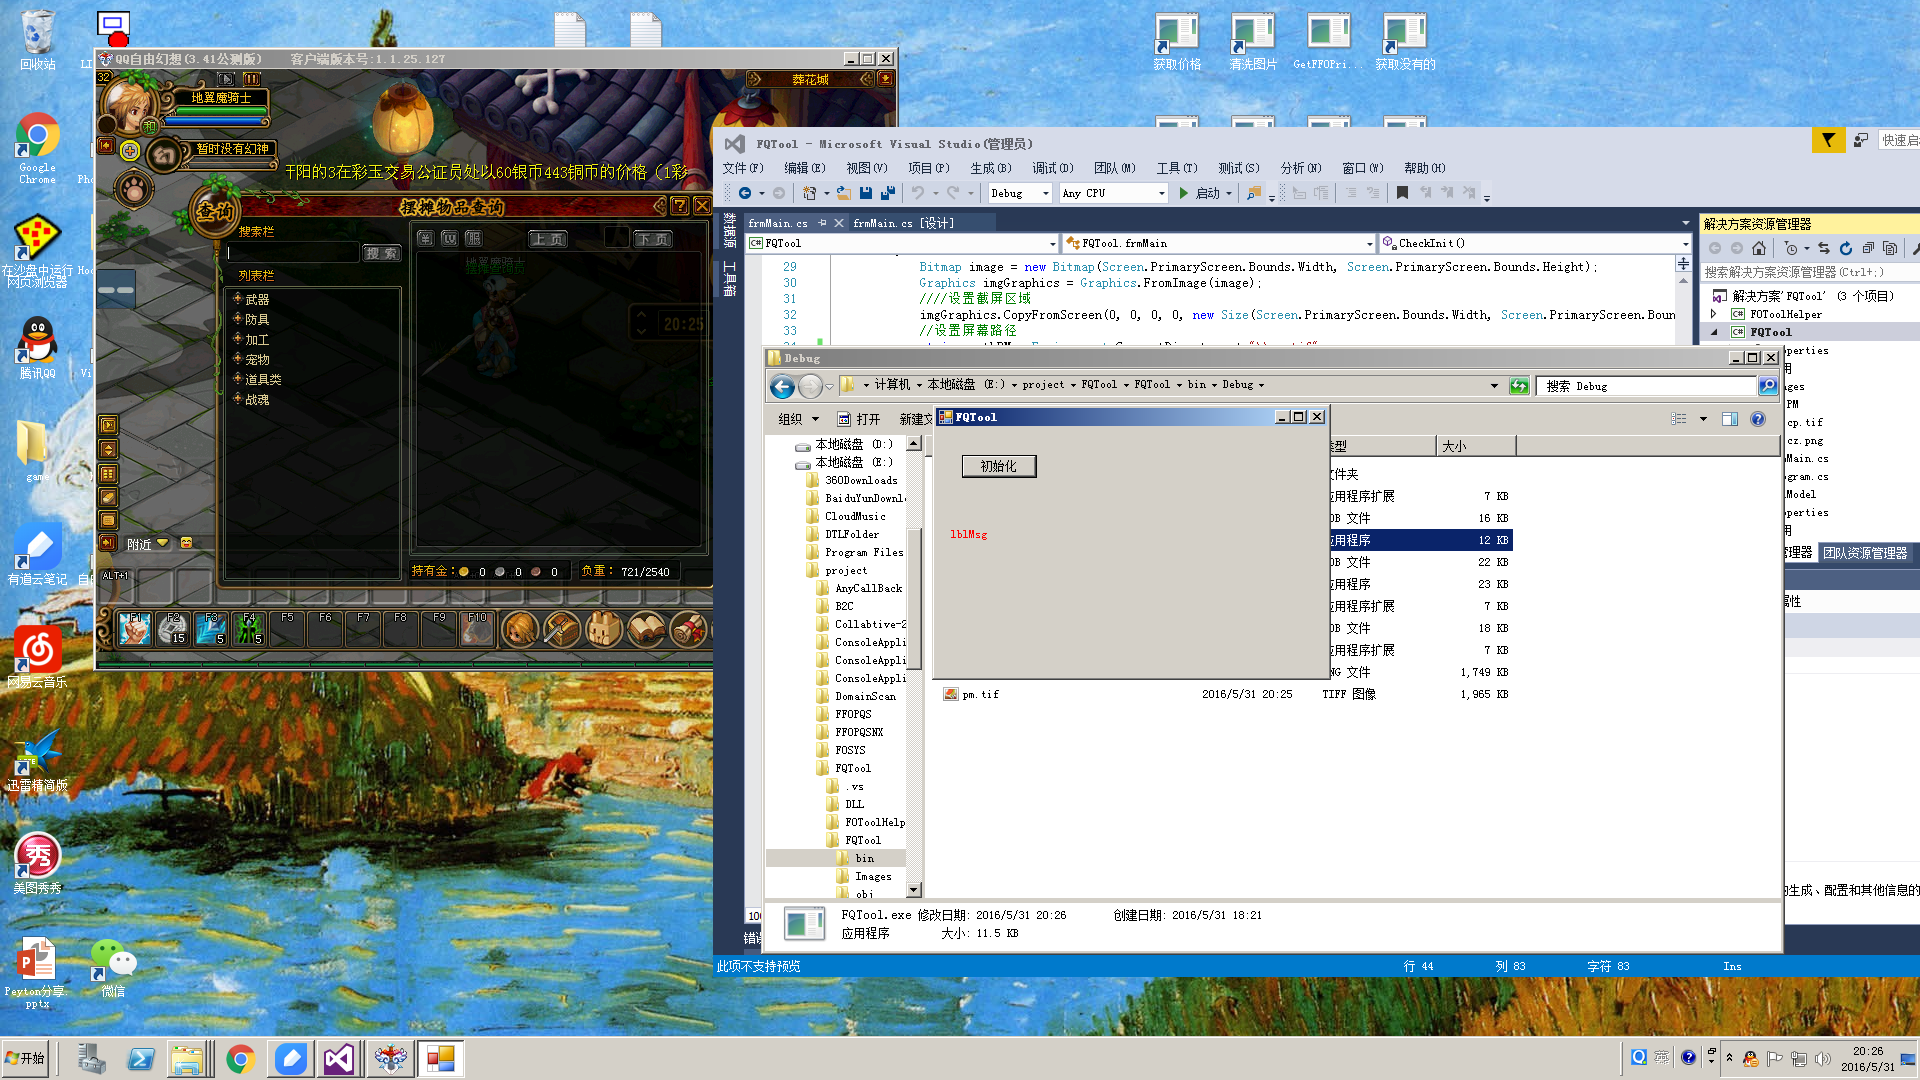 回收站
Google
Chrome
在沙盘中运行
网页浏览器
腾讯QQ
game
有道云笔记
网易云音乐
迅雷精简版
美图秀秀
Peyton分享.
pptx
微信
获取价格
清洗图片
GetFFOPri...
获取没有的
QQ自由幻想(3.41公测版) 客户端版本号:1.1.25.127
32
地翼魔骑士
和
暂时没有幻神
葬花城
阡阳的3在彩玉交易公证员处以60银币443铜币的价格（1彩
查询
摆摊物品查询
搜索栏
搜 索
列表栏
武器
防具
加工
宠物
道具类
战魂
上 页
下 页
20:25
附近
ALT+1
持有金： 0 0 0 负重： 721/2540
F1 F2 F3 F4 F5 F6 F7 F8 F9 F10
15 5 5
FQTool - Microsoft Visual Studio(管理员)
快速启
文件(F) 编辑(E) 视图(V) 项目(P) 生成(B) 调试(D) 团队(M) 工具(T) 测试(S) 分析(N) 窗口(W) 帮助(H)
Debug Any CPU 启动
数据源
工具箱
frmMain.cs frmMain.cs [设计]
FQTool FQTool.frmMain CheckInit()
29 Bitmap image = new Bitmap(Screen.PrimaryScreen.Bounds.Width, Screen.PrimaryScreen.Bounds.Height);
30 Graphics imgGraphics = Graphics.FromImage(image);
31 ////设置截屏区域
32 imgGraphics.CopyFromScreen(0, 0, 0, 0, new Size(Screen.PrimaryScreen.Bounds.Width, Screen.PrimaryScreen.Boun
33 //设置屏幕路径
解决方案资源管理器
搜索解决方案资源管理器(Ctrl+;)
解决方案'FQTool' (3 个项目)
FOToolHelper
FQTool
operties
用
ages
PM
cp.tif
cz.png
mMain.cs
ogram.cs
Model
operties
用
管理器 团队资源管理器
属性
的生成、配置和其他信息的
Debug
计算机 本地磁盘 (E:) project FQTool FQTool bin Debug
搜索 Debug
组织 打开 新建文
本地磁盘 (D:)
本地磁盘 (E:)
360Downloads
BaiduYunDownl
CloudMusic
DTLFolder
Program Files
project
AnyCallBack
B2C
Collabtive-2
ConsoleAppli
ConsoleAppli
ConsoleAppli
DomainScan
FFOPQS
FFOPQSNX
FOSYS
FQTool
.vs
DLL
FOToolHelp
FQTool
bin
Images
obj
类型 大小
文件夹
应用程序扩展 7 KB
DB 文件 16 KB
应用程序 12 KB
DB 文件 22 KB
应用程序 23 KB
应用程序扩展 7 KB
DB 文件 18 KB
应用程序扩展 7 KB
NG 文件 1,749 KB
pm.tif 2016/5/31 20:25 TIFF 图像 1,965 KB
FQTool
初始化
lblMsg
FQTool.exe 修改日期: 2016/5/31 20:26 创建日期: 2016/5/31 18:21
应用程序 大小: 11.5 KB
100
错误
此项不支持预览 行 44 列 83 字符 83 Ins
开始
英
20:26
2016/5/31